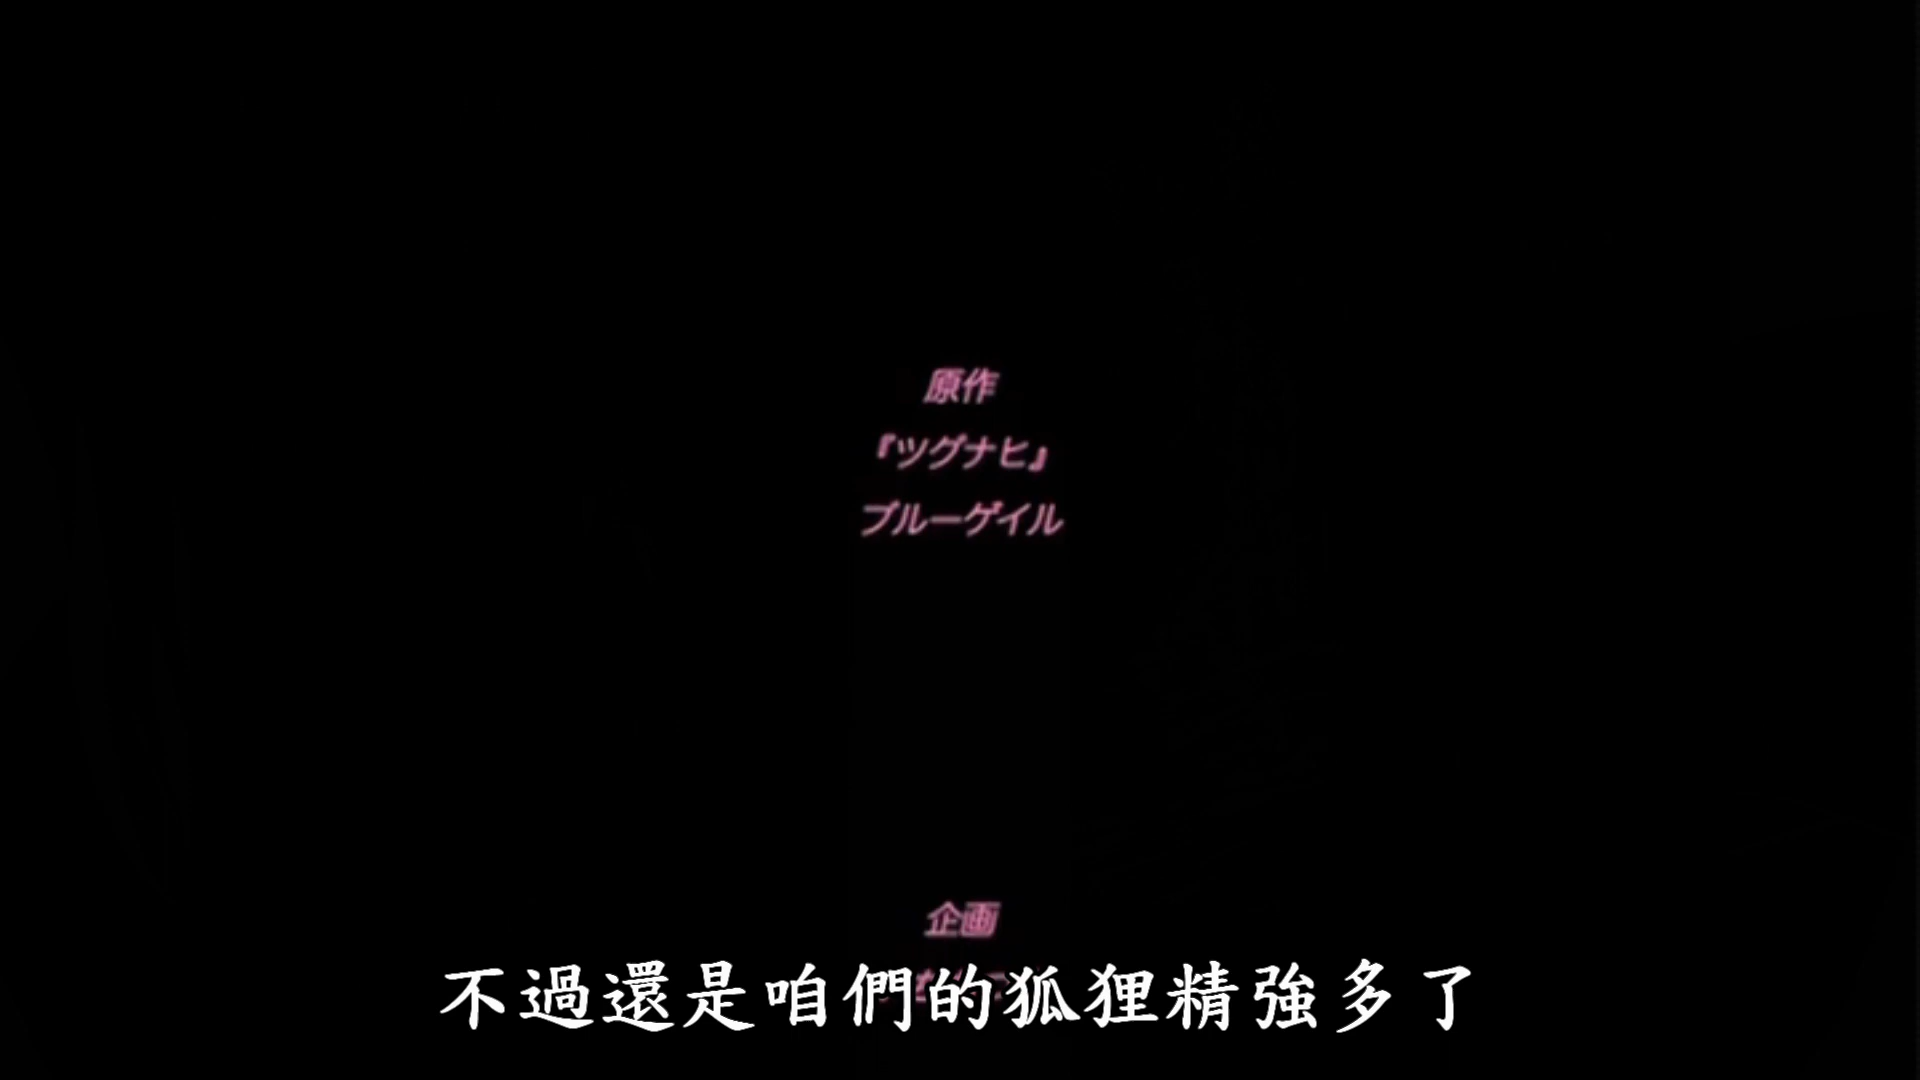 原作
『ツグナヒ』
ブルーゲイル
企画
不過還是咱們的狐狸精強多了